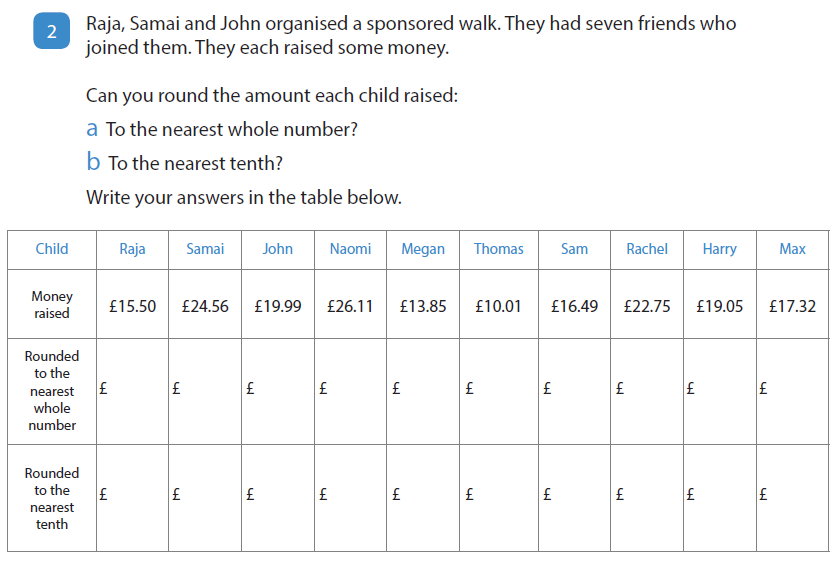 2
Raja, Samai and John organised a sponsored walk. They had seven friends who
joined them. They each raised some money.
Can you round the amount each child raised:
a To the nearest whole number?
b To the nearest tenth?
Write your answers in the table below.
Child Raja Samai John Naomi Megan Thomas Sam Rachel Harry Max
Money
raised
£15.50 £24.56 £19.99 £26.11 £13.85 £10.01 £16.49 £22.75 £19.05 £17.32
Rounded
to the
nearest
whole
number
£ £ £ £ £ £ £ £ £ £
Rounded
to the
nearest
tenth
£ £ £ £ £ £ £ £ £ £